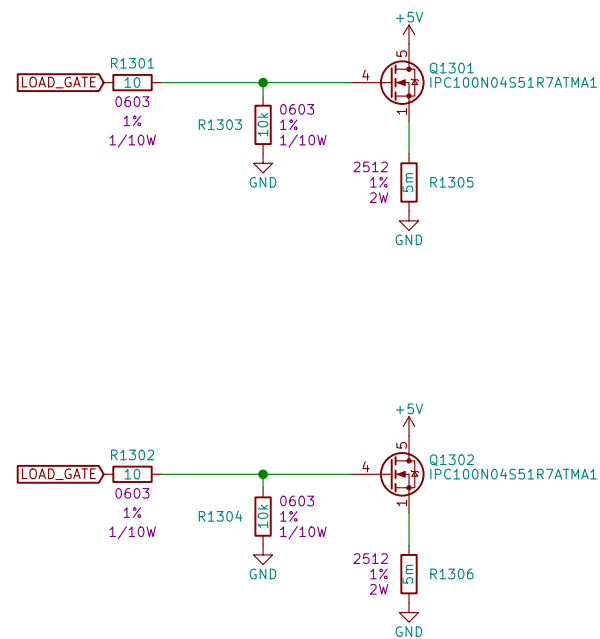 +5V
R1301
LOAD_GATE
10
0603
1%
1/10W
R1303
10k
0603
1%
1/10W
GND
4
5
1
Q1301
IPC100N04S51R7ATMA1
2512
1%
2W
5m
R1305
GND
+5V
R1302
LOAD_GATE
10
0603
1%
1/10W
R1304
10k
0603
1%
1/10W
GND
4
5
1
Q1302
IPC100N04S51R7ATMA1
2512
1%
2W
5m
R1306
GND